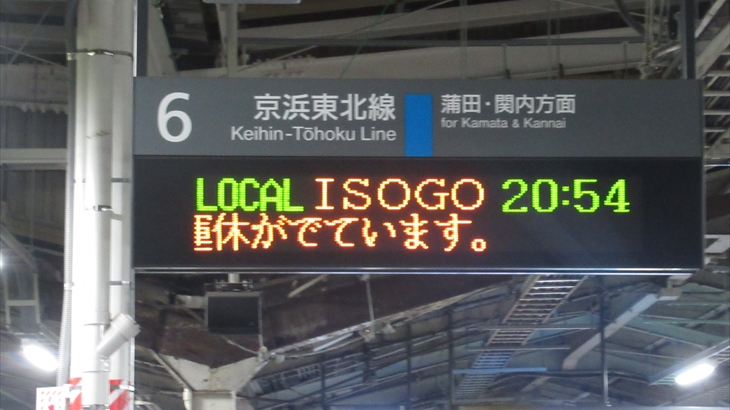 6 京浜東北線 蒲田・関内方面
Keihin-Tōhoku Line for Kamata & Kannai
LOCAL ISOGO 20:54
休がでています。